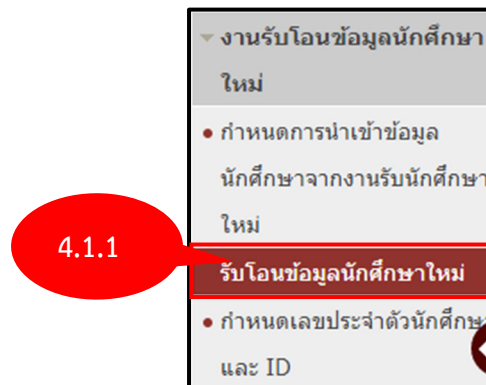 งานรับโอนข้อมูลนักศึกษา
ใหม่
กำหนดการนำเข้าข้อมูล
นักศึกษาจากงานรับนักศึกษา
ใหม่
4.1.1
รับโอนข้อมูลนักศึกษาใหม่
กำหนดเลขประจำตัวนักศึกษา
และ ID